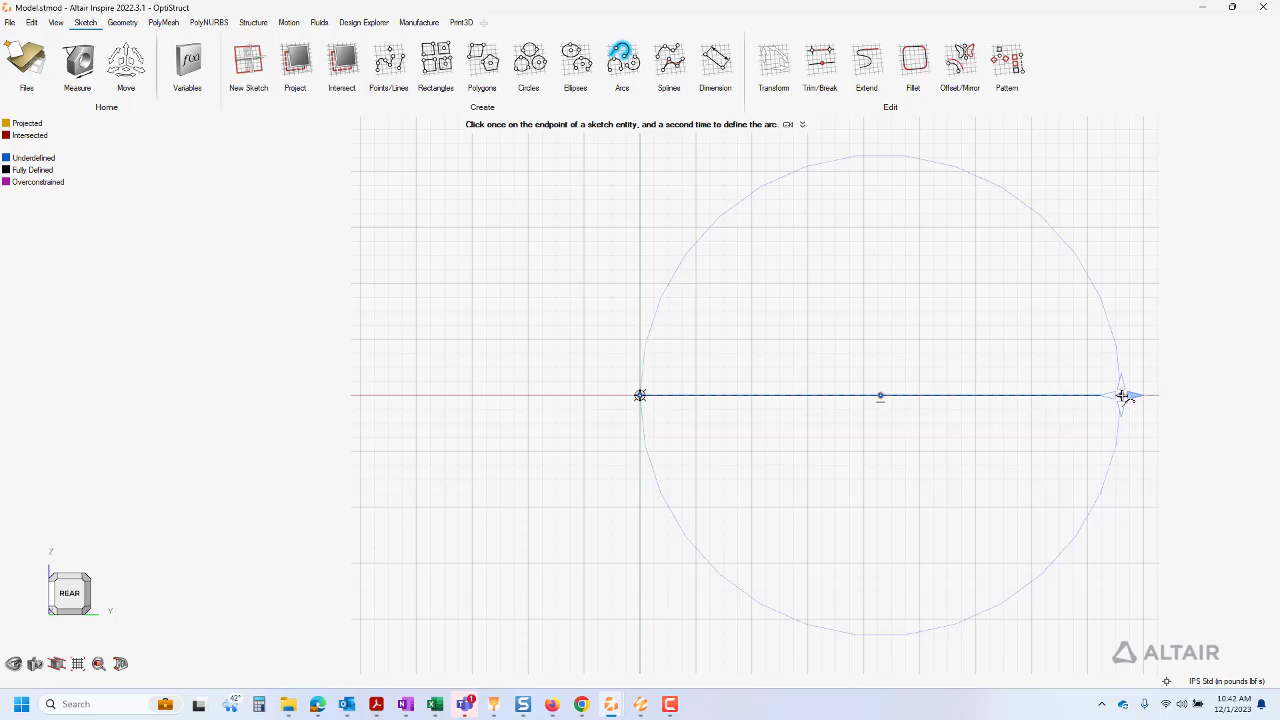 Model.stmod - Altair Inspire 2022.3.1 - OptiStruct
File Edit View Sketch Geometry PolyMesh PolyNURBS Structure Motion Fluids Design Explorer Manufacture Print3D
Files Measure Move Variables New Sketch Project Intersect Points/Lines Rectangles Polygons Circles Ellipses Arcs Splines Dimension Transform Trim/Break Extend Fillet Offset/Mirror Pattern
Home Create Edit
Projected
Click once on the endpoint of a sketch entity, and a second time to define the arc.
Intersected
Underdefined
Fully Defined
Overconstrained
Z
REAR
Y
ALTAIR
IPS Std (in pounds lbf s)
Search
42°
1
10:42 AM
12/1/2023